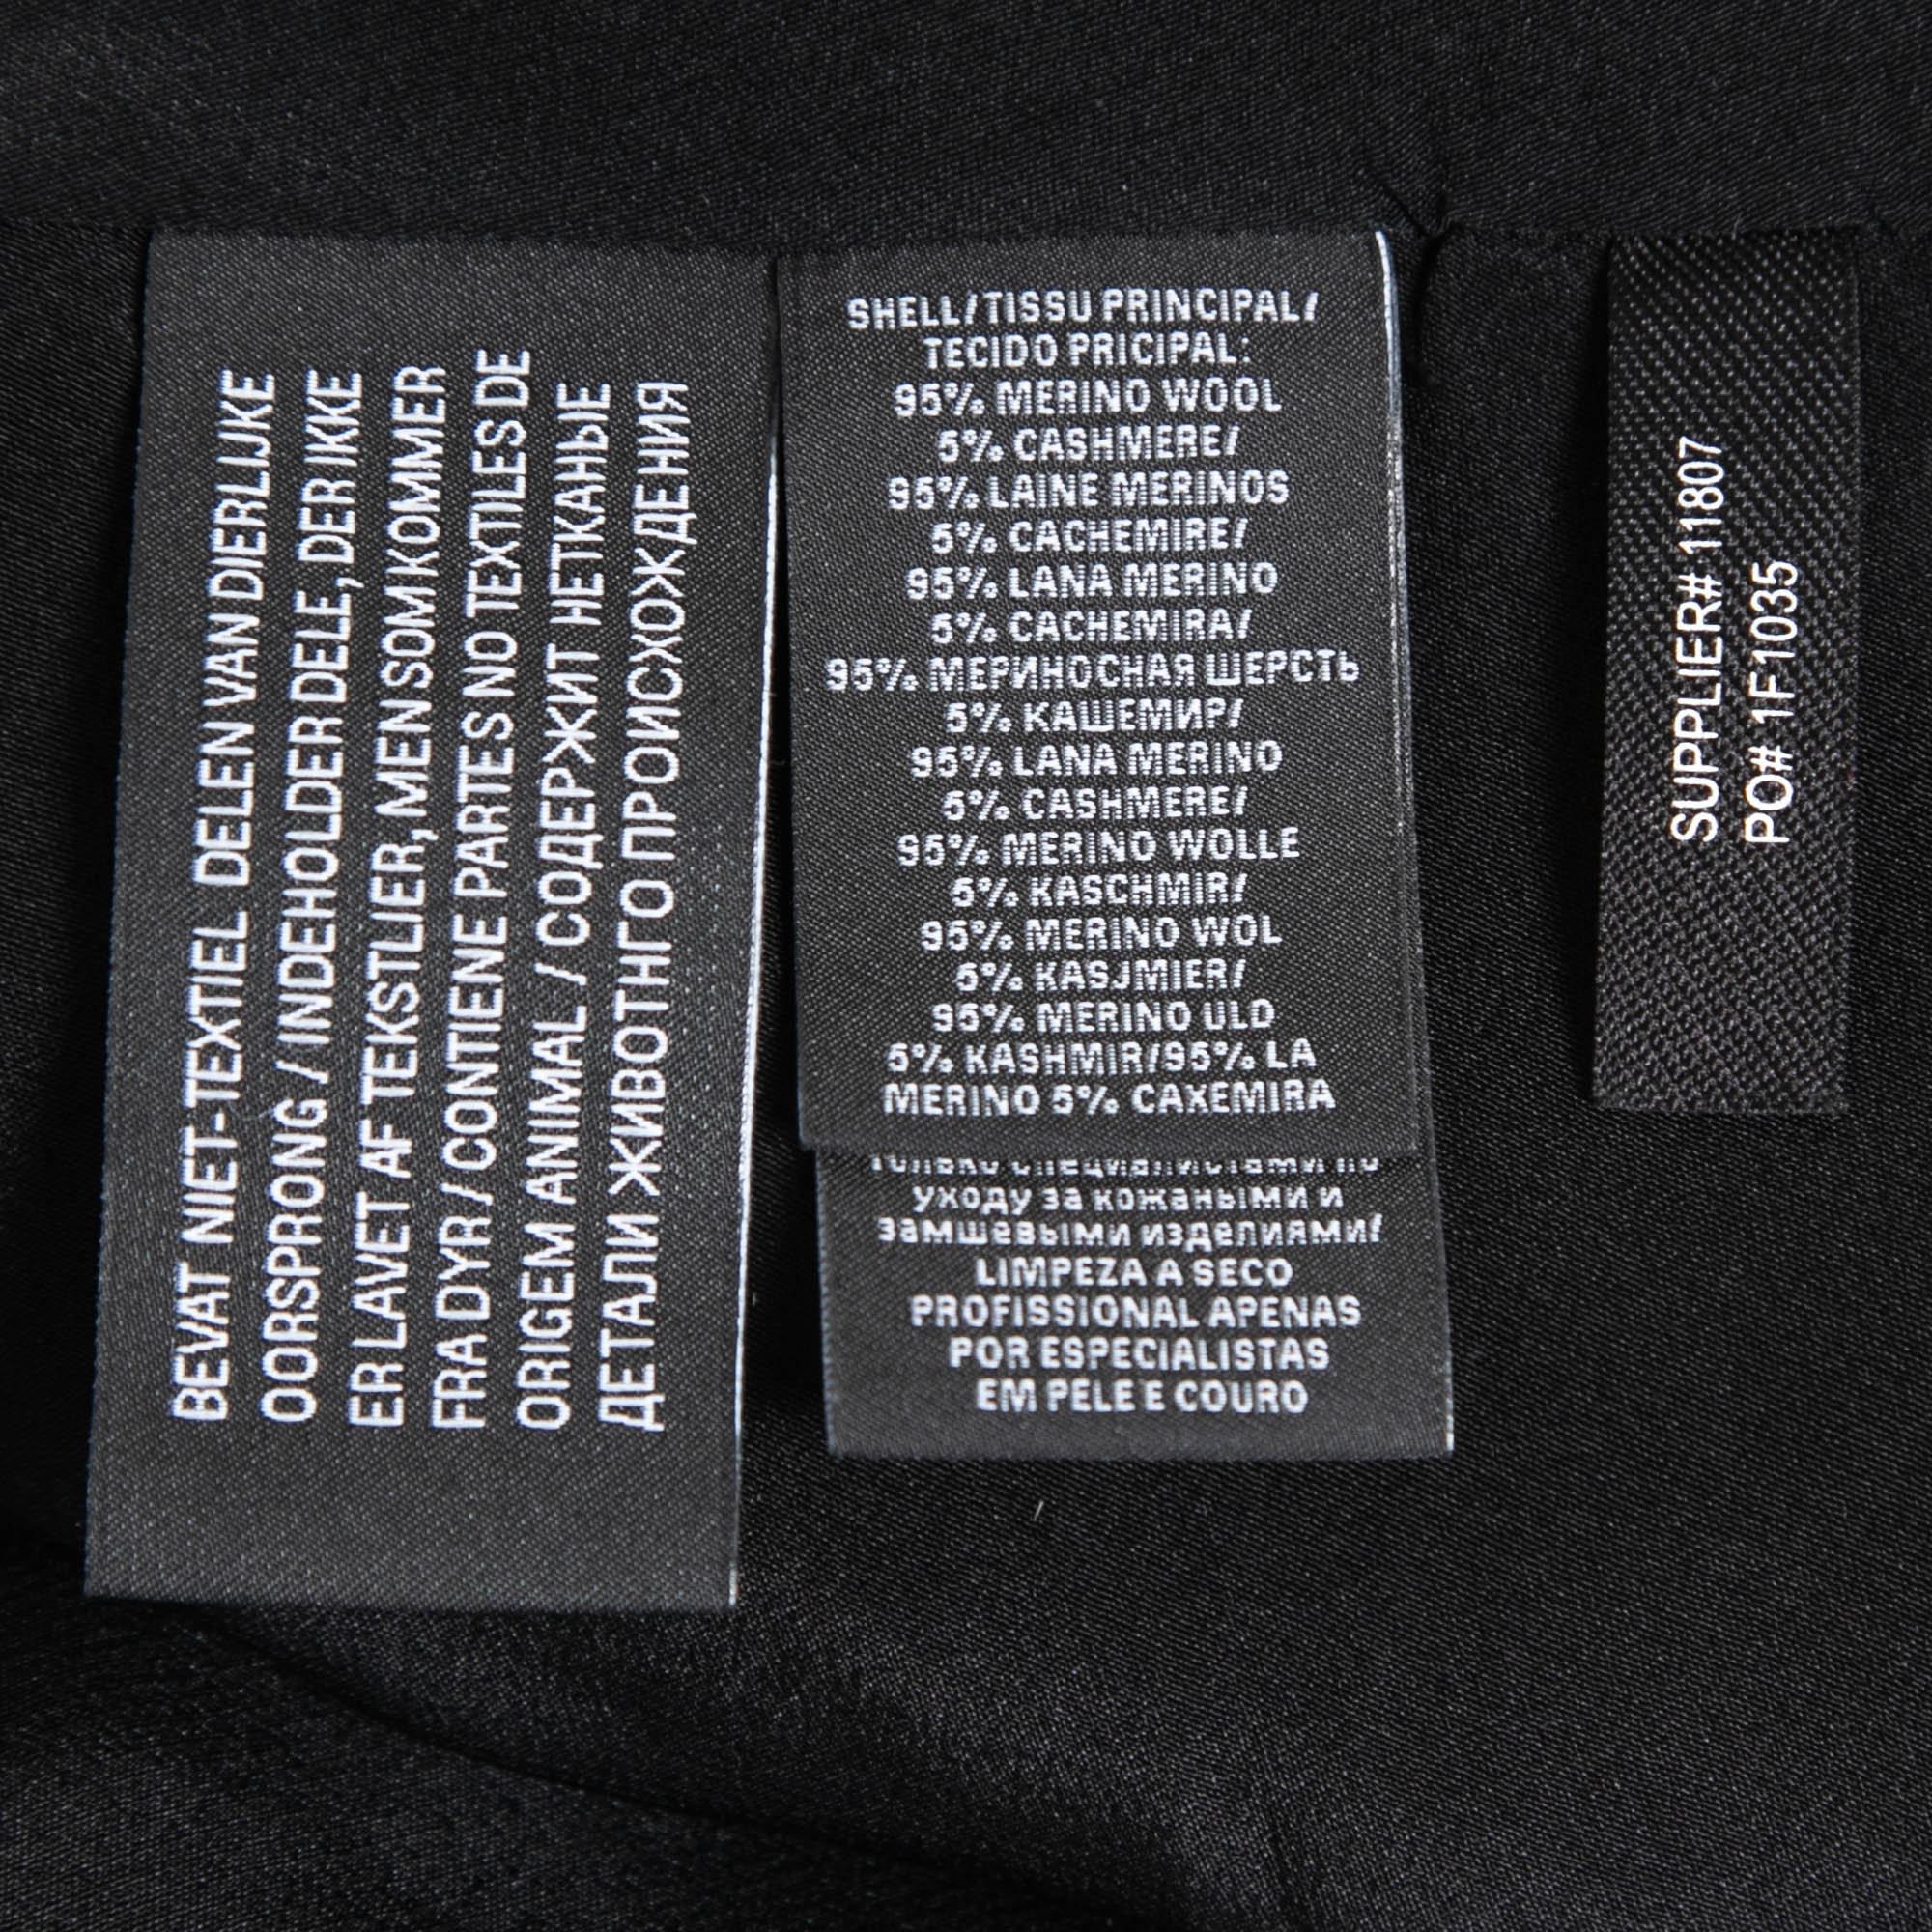 BEVAT NIET-TEXTIEL DELEN VAN DIERLIJKE
OORSPRONG / INDEHOLDER DELE, DER IKKE
ER LAVET AF TEKSTLIER, MEN SOM KOMMER
FRA DYR / CONTIENE PARTES NO TEXTILES DE
ORIGEM ANIMAL / СОДЕРЖИТ НЕТКАНЫЕ
ДЕТАЛИ ЖИВОТНГО ПРОИСХОЖДЕНИЯ
SHELL/TISSU PRINCIPAL/
TECIDO PRICIPAL:
95% MERINO WOOL
5% CASHMERE/
95% LAINE MERINOS
5% CACHEMIRE/
95% LANA MERINO
5% CACHEMIRA/
95% МЕРИНОСНАЯ ШЕРСТЬ
5% КАШЕМИР/
95% LANA MERINO
5% CASHMERE/
95% MERINO WOLLE
5% KASCHMIR/
95% MERINO WOL
5% KASJMIER/
95% MERINO ULD
5% KASHMIR/95% LA
MERINO 5% CAXEMIRA
только специалистами по
уходу за кожаными и
замшевыми изделиями/
LIMPEZA A SECO
PROFISSIONAL APENAS
POR ESPECIALISTAS
EM PELE E COURO
SUPPLIER# 11807
PO# 1F1035